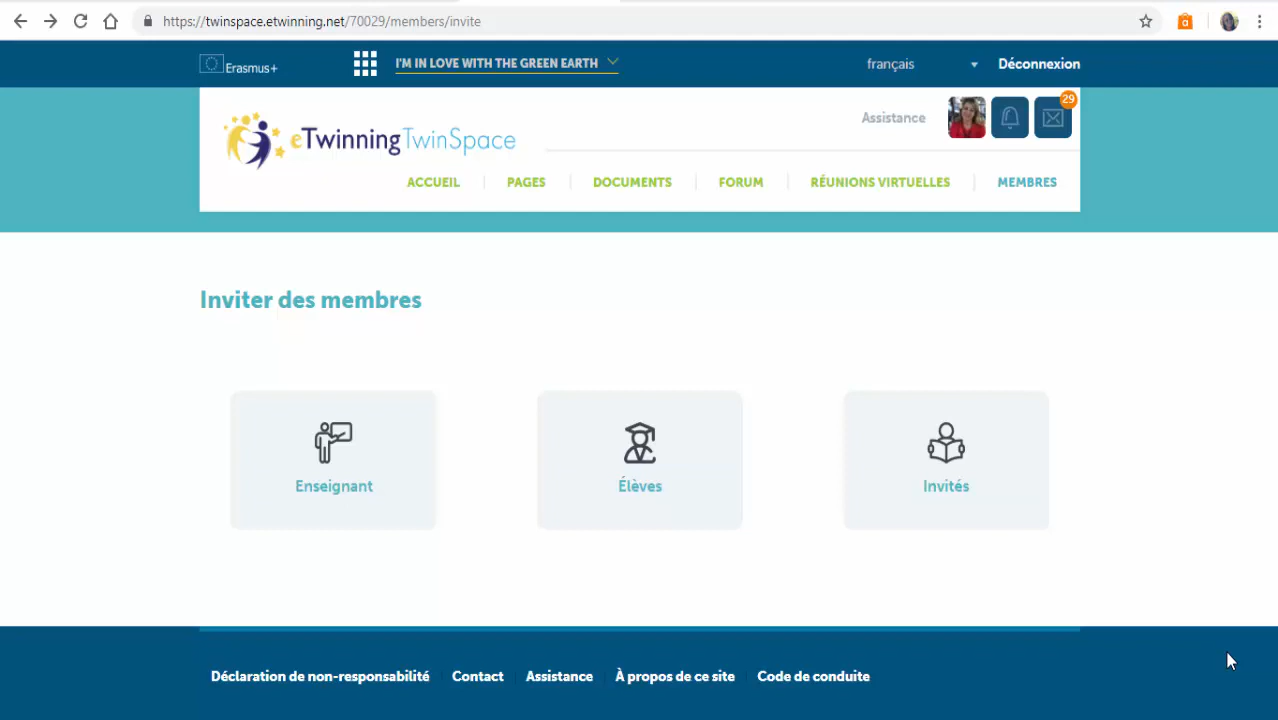 https://twinspace.etwinning.net/70029/members/invite
Erasmus+
I'M IN LOVE WITH THE GREEN EARTH
français
Déconnexion
eTwinning TwinSpace
Assistance
29
ACCUEIL
PAGES
DOCUMENTS
FORUM
RÉUNIONS VIRTUELLES
MEMBRES
Inviter des membres
Enseignant
Élèves
Invités
Déclaration de non-responsabilité
Contact
Assistance
À propos de ce site
Code de conduite